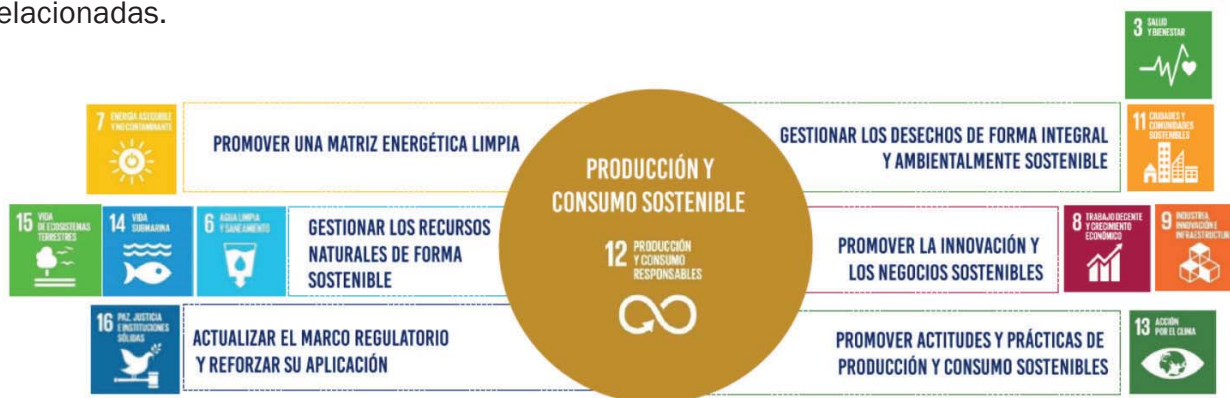 elacionadas.
3 SALUD
Y BIENESTAR
7 ENERGÍA ASEQUIBLE
Y NO CONTAMINANTE
PROMOVER UNA MATRIZ ENERGÉTICA LIMPIA
PRODUCCIÓN Y
CONSUMO SOSTENIBLE
12 PRODUCCIÓN
Y CONSUMO
RESPONSABLES
GESTIONAR LOS DESECHOS DE FORMA INTEGRAL
Y AMBIENTALMENTE SOSTENIBLE
11 CIUDADES Y
COMUNIDADES
SOSTENIBLES
15 VIDA
DE ECOSISTEMAS
TERRESTRES
14 VIDA
SUBMARINA
6 AGUA LIMPIA
Y SANEAMIENTO
GESTIONAR LOS RECURSOS
NATURALES DE FORMA
SOSTENIBLE
PROMOVER LA INNOVACIÓN Y
LOS NEGOCIOS SOSTENIBLES
8 TRABAJO DECENTE
Y CRECIMIENTO
ECONÓMICO
9 INDUSTRIA,
INNOVACIÓN E
INFRAESTRUCTUR
16 PAZ, JUSTICIA
E INSTITUCIONES
SÓLIDAS
ACTUALIZAR EL MARCO REGULATORIO
Y REFORZAR SU APLICACIÓN
PROMOVER ACTITUDES Y PRÁCTICAS DE
PRODUCCIÓN Y CONSUMO SOSTENIBLES
13 ACCIÓN
POR EL CLIMA